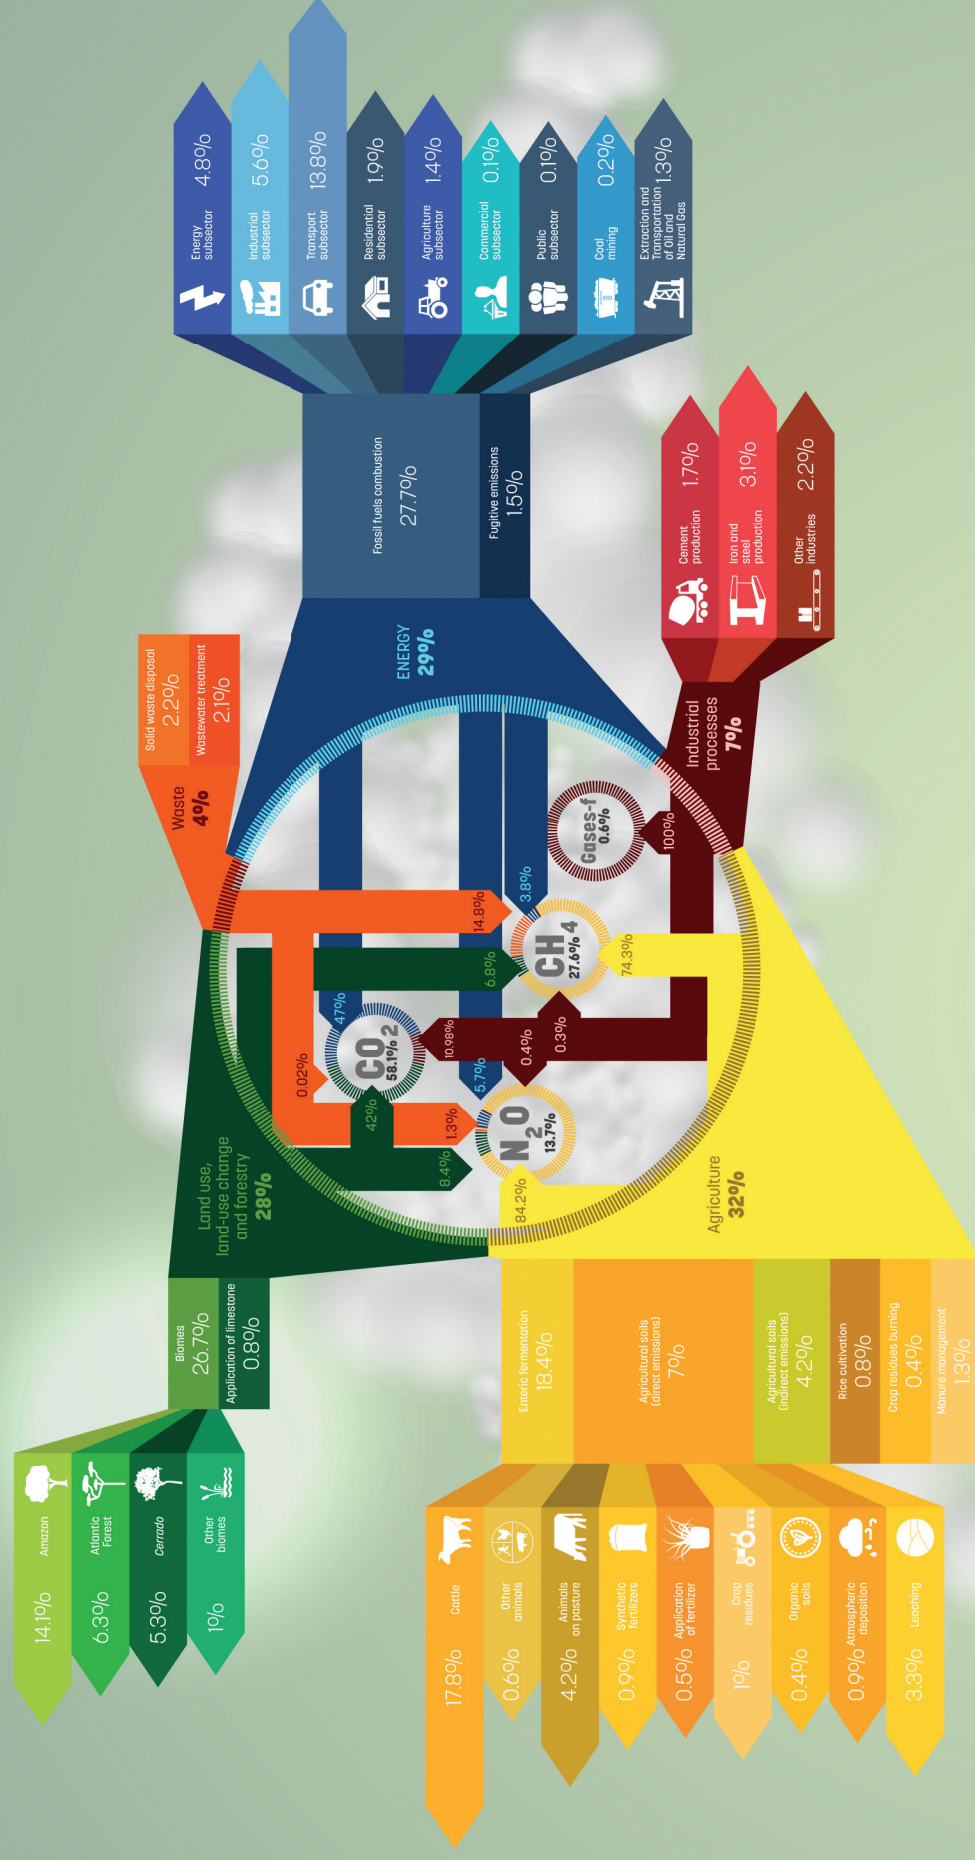 Energy
subsector
4.8%
Industrial
subsector
5.6%
Transport
subsector
13.8%
Residential
subsector
1.9%
Agriculture
subsector
1.4%
Commercial
subsector
0.1%
Public
subsector
0.1%
Coal
mining
0.2%
Extraction and
Transportation
of Oil and
Natural Gas
1.3%
Fossil fuels combustion
27.7%
Fugitive emissions
1.5%
ENERGY
29%
Cement
production
1.7%
Iron and
steel
production
3.1%
Other
industries
2.2%
Industrial
processes
7%
Solid waste disposal
2.2%
Wastewater treatment
2.1%
Waste
4%
Land use,
land-use change
and forestry
28%
Biomes
26.7%
Application of limestone
0.8%
Amazon
14.1%
Atlantic
Forest
6.3%
Cerrado
5.3%
Other
biomes
1%
CO2
58.1%
47%
0.02%
42%
10.98%
N2O
13.7%
5.7%
1.3%
8.4%
0.4%
84.2%
CH4
27.6%
14.8%
3.8%
6.8%
0.3%
74.3%
Gases-f
0.6%
100%
Agriculture
32%
Enteric fermentation
18.4%
Agricultural soils
(direct emissions)
7%
Agricultural soils
(indirect emissions)
4.2%
Rice cultivation
0.8%
Crop residues burning
0.4%
Manure management
1.3%
Cattle
17.8%
Other
animals
0.6%
Animals
on pasture
4.2%
Synthetic
fertilizers
0.9%
Application
of fertilizer
0.5%
Crop
residues
1%
Organic
soils
0.4%
Atmospheric
deposition
0.9%
Leaching
3.3%